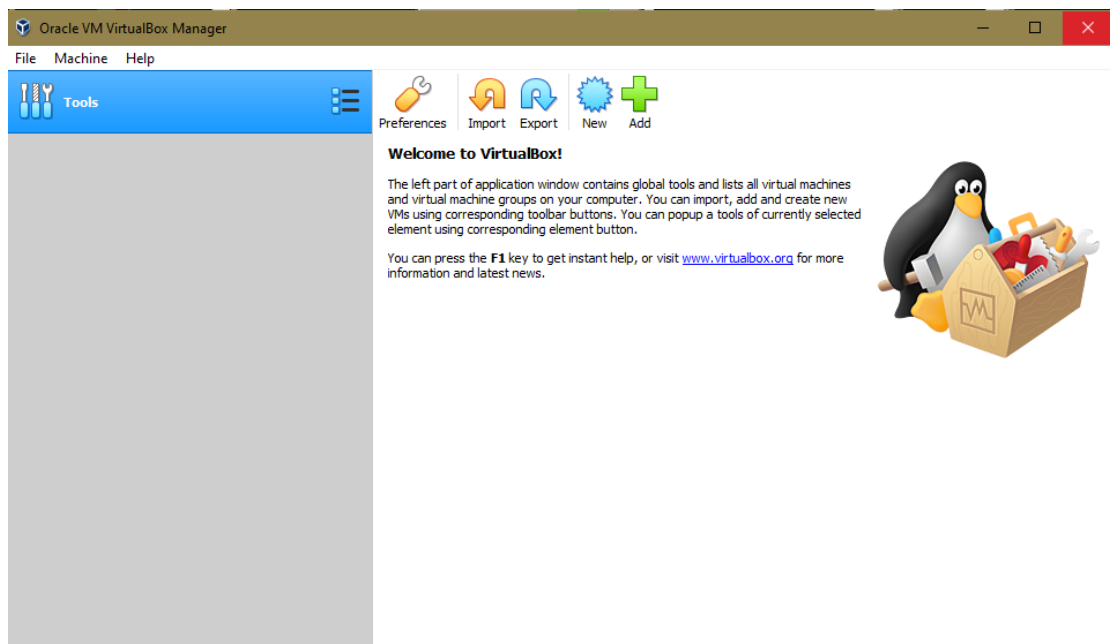 Oracle VM VirtualBox Manager
File Machine Help
Tools
Preferences Import Export New Add
Welcome to VirtualBox!
The left part of application window contains global tools and lists all virtual machines
and virtual machine groups on your computer. You can import, add and create new
VMs using corresponding toolbar buttons. You can popup a tools of currently selected
element using corresponding element button.
You can press the F1 key to get instant help, or visit www.virtualbox.org for more
information and latest news.